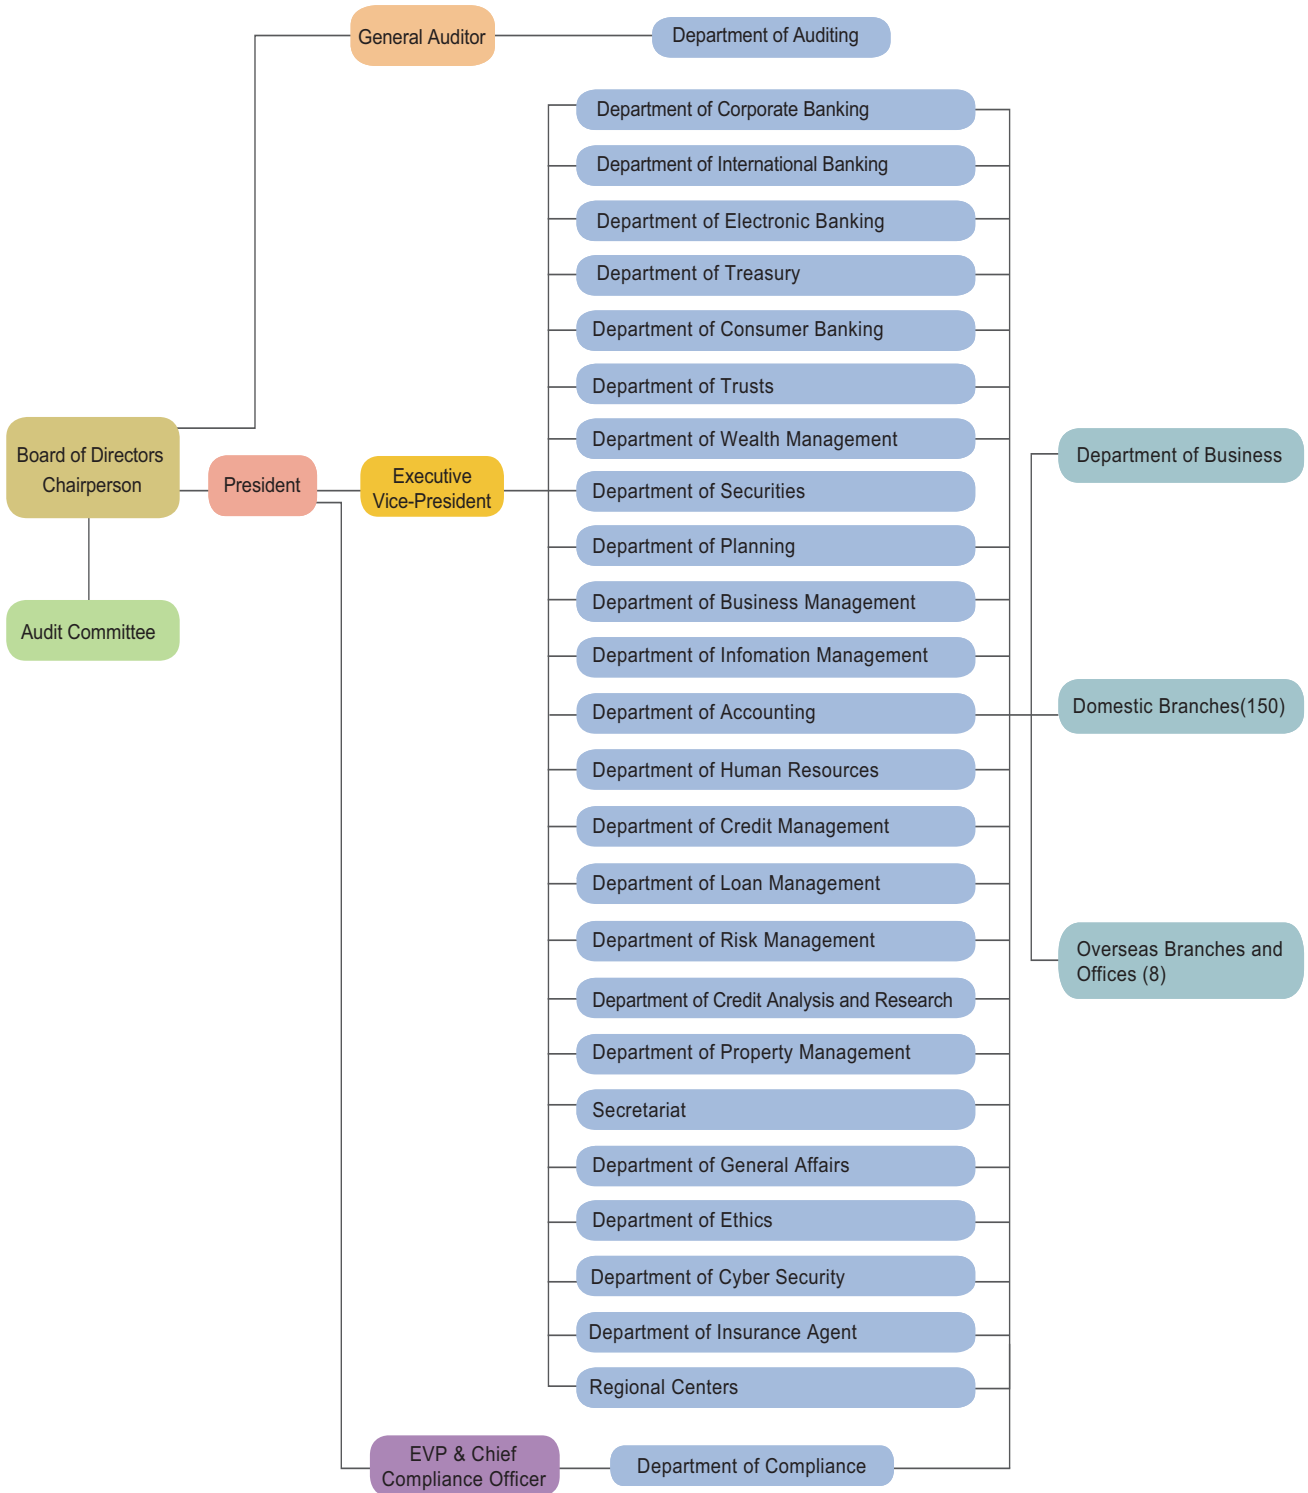 General Auditor
Department of Auditing
Department of Corporate Banking
Department of International Banking
Department of Electronic Banking
Department of Treasury
Department of Consumer Banking
Department of Trusts
Department of Wealth Management
Board of Directors
Chairperson
President
Executive
Vice-President
Department of Securities
Department of Planning
Department of Business Management
Audit Committee
Department of Infomation Management
Department of Accounting
Department of Human Resources
Department of Credit Management
Department of Loan Management
Department of Risk Management
Department of Credit Analysis and Research
Department of Property Management
Secretariat
Department of General Affairs
Department of Ethics
Department of Cyber Security
Department of Insurance Agent
Regional Centers
EVP & Chief
Compliance Officer
Department of Compliance
Department of Business
Domestic Branches(150)
Overseas Branches and
Offices (8)